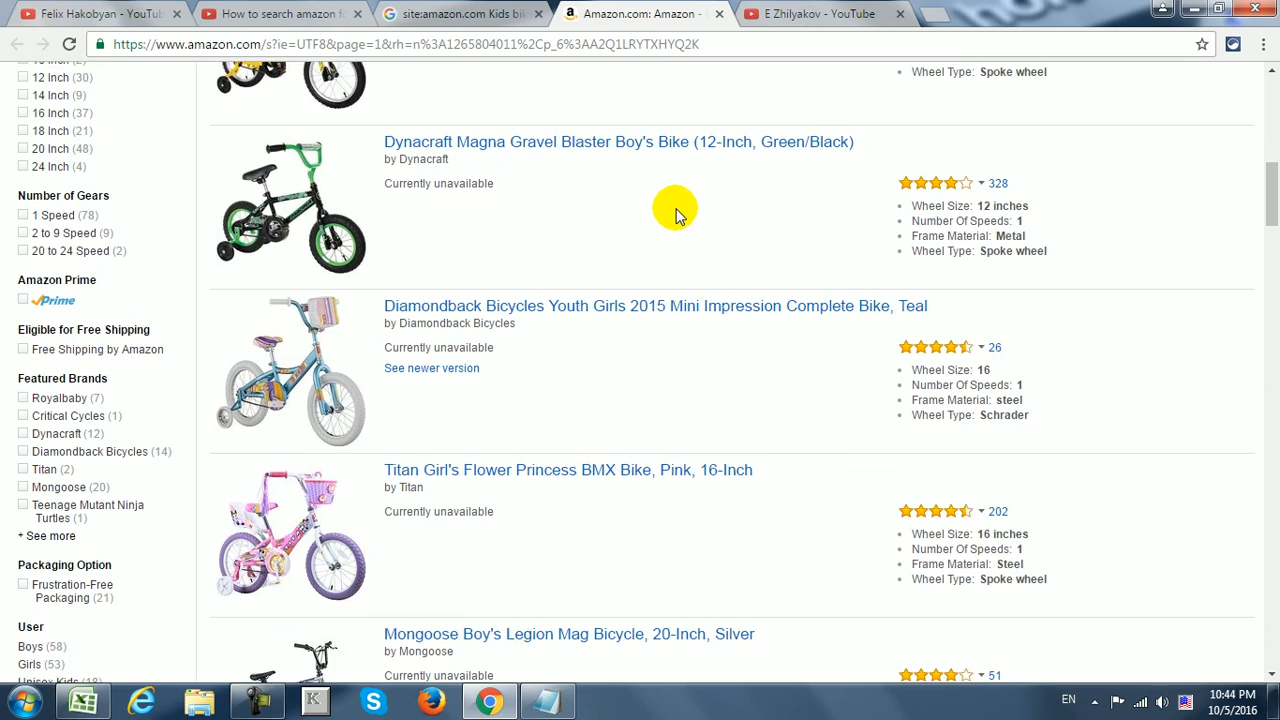 Felix Hakobyan - YouTub
How to search amazon fo
site:amazon.com Kids bik
Amazon.com: Amazon -
E Zhilyakov - YouTube
https://www.amazon.com/s?ie=UTF8&page=1&rh=n%3A1265804011%2Cp_6%3AA2Q1LRYTXHYQ2K
12 Inch (30)
14 Inch (9)
16 Inch (37)
18 Inch (21)
20 Inch (48)
24 Inch (4)
Number of Gears
1 Speed (78)
2 to 9 Speed (9)
20 to 24 Speed (2)
Amazon Prime
Prime
Eligible for Free Shipping
Free Shipping by Amazon
Featured Brands
Royalbaby (7)
Critical Cycles (1)
Dynacraft (12)
Diamondback Bicycles (14)
Titan (2)
Mongoose (20)
Teenage Mutant Ninja
Turtles (1)
+ See more
Packaging Option
Frustration-Free
Packaging (21)
User
Boys (58)
Girls (53)
Unisex Kids (18)
Wheel Type: Spoke wheel
Dynacraft Magna Gravel Blaster Boy's Bike (12-Inch, Green/Black)
by Dynacraft
Currently unavailable
328
Wheel Size: 12 inches
Number Of Speeds: 1
Frame Material: Metal
Wheel Type: Spoke wheel
Diamondback Bicycles Youth Girls 2015 Mini Impression Complete Bike, Teal
by Diamondback Bicycles
Currently unavailable
See newer version
26
Wheel Size: 16
Number Of Speeds: 1
Frame Material: steel
Wheel Type: Schrader
Titan Girl's Flower Princess BMX Bike, Pink, 16-Inch
by Titan
Currently unavailable
202
Wheel Size: 16 inches
Number Of Speeds: 1
Frame Material: Steel
Wheel Type: Spoke wheel
Mongoose Boy's Legion Mag Bicycle, 20-Inch, Silver
by Mongoose
Currently unavailable
51
EN
10:44 PM
10/5/2016